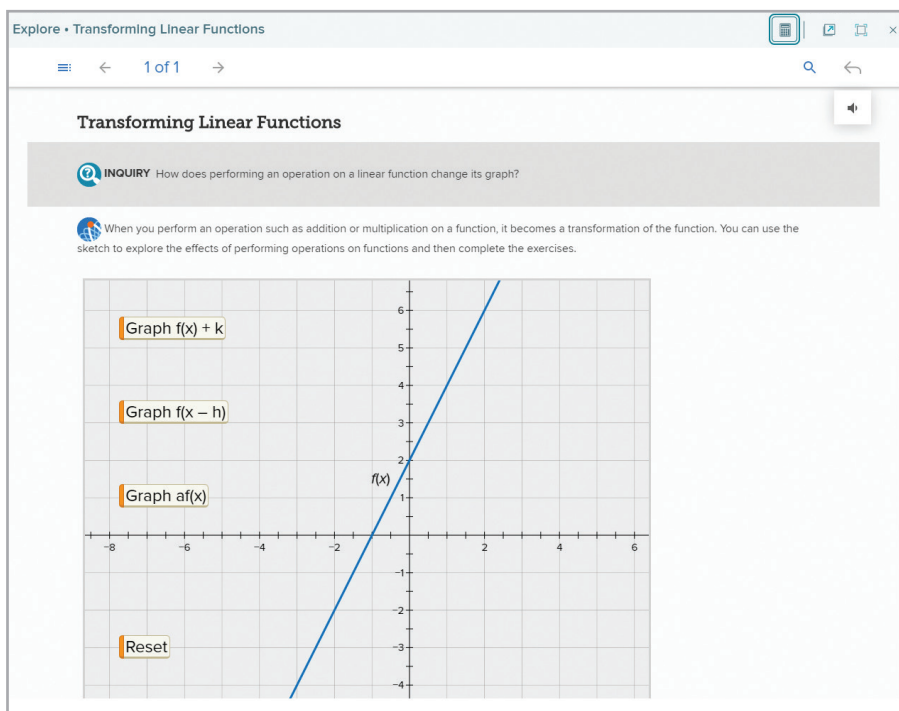 Explore • Transforming Linear Functions
1 of 1
Transforming Linear Functions
INQUIRY How does performing an operation on a linear function change its graph?
When you perform an operation such as addition or multiplication on a function, it becomes a transformation of the function. You can use the
sketch to explore the effects of performing operations on functions and then complete the exercises.
Graph f(x) + k
Graph f(x – h)
Graph af(x)
Reset
f(x)
6
5
4
3
2
1
-8 -6 -4 -2 2 4 6
-1
-2
-3
-4